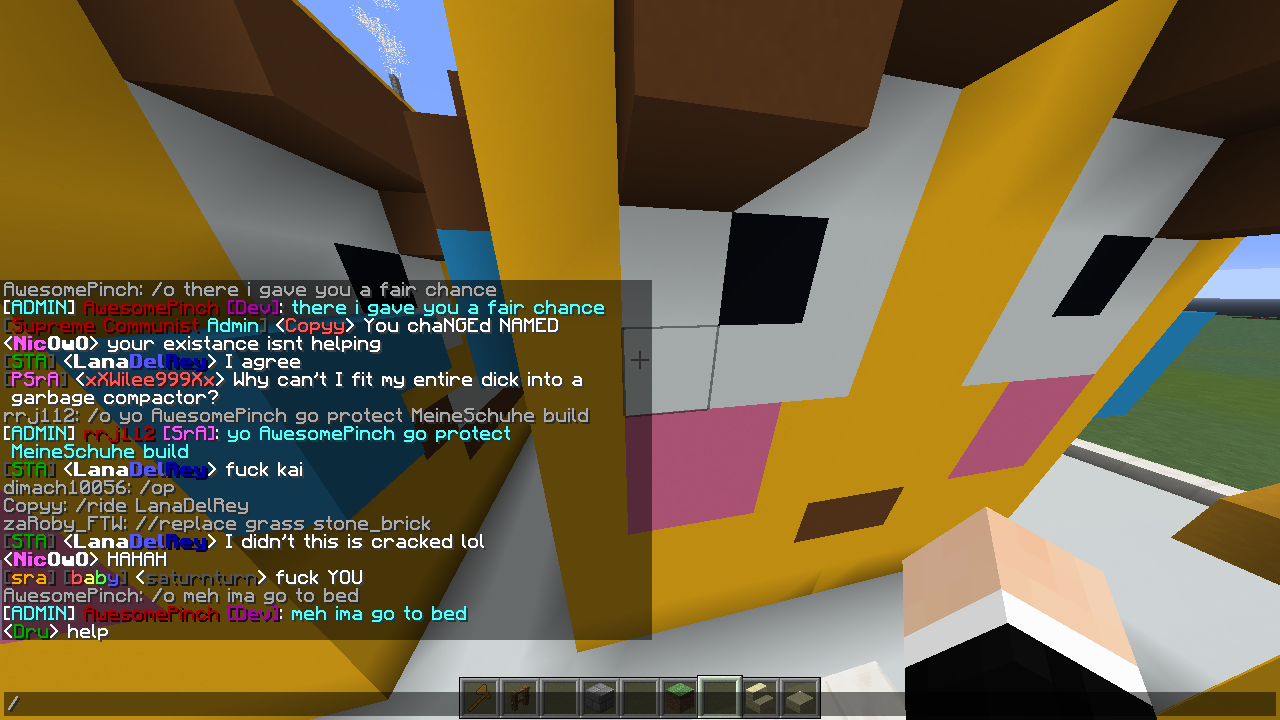 AwesomePinch: /o there i gave you a fair chance
[ADMIN] AwesomePinch [Dev]: there i gave you a fair chance
[Supreme Communist Admin] <Copyy> You chaNGEd NAMED
<NicOwO> your existance isnt helping
[STA] <LanaDelRey> I agree
[PSrA] <xXWilee999Xx> Why can't I fit my entire dick into a
garbage compactor?
rrj112: /o yo AwesomePinch go protect MeineSchuhe build
[ADMIN] rrj112 [SrA]: yo AwesomePinch go protect
MeineSchuhe build
[STA] <LanaDelRey> fuck kai
dimach10056: /op
Copyy: /ride LanaDelRey
zaRoby_FTW: //replace grass stone_brick
[STA] <LanaDelRey> I didn't this is cracked lol
<NicOwO> HAHAH
[sra] [baby] <saturnturn> fuck YOU
AwesomePinch: /o meh ima go to bed
[ADMIN] AwesomePinch [Dev]: meh ima go to bed
<Dru> help
/